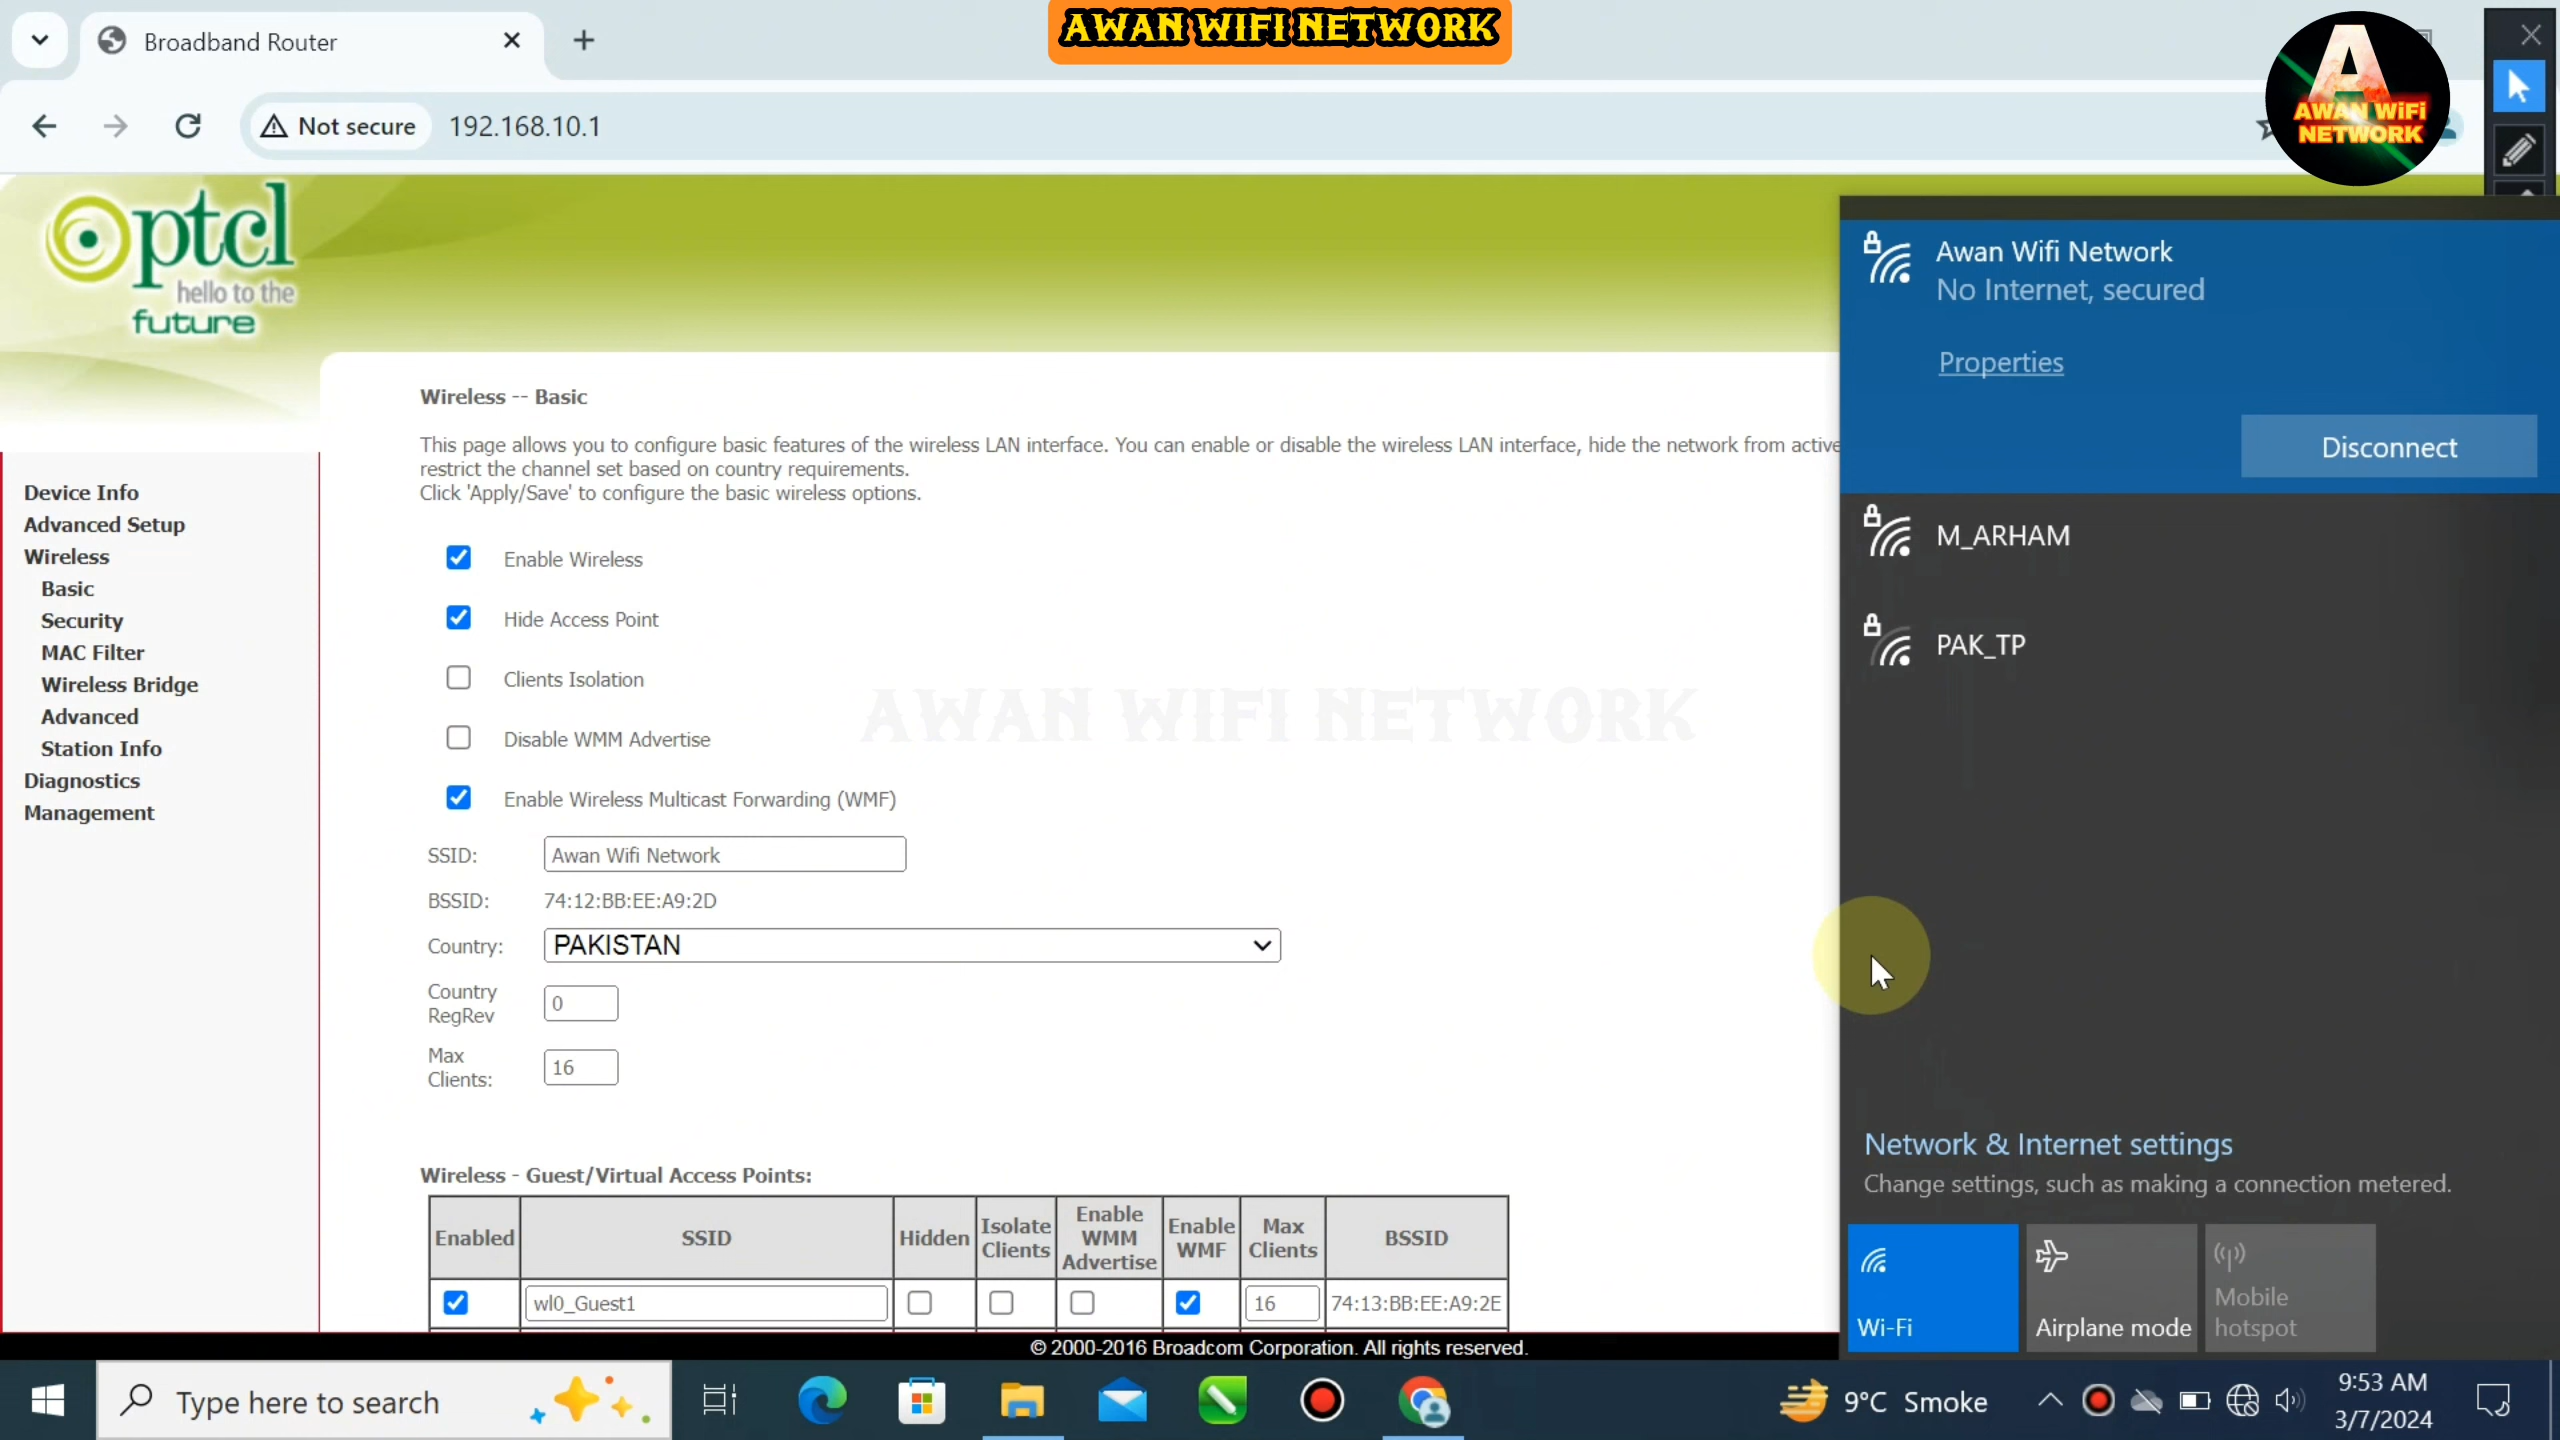 Broadband Router
AWAN WIFI NETWORK
Not secure
192.168.10.1
A
AWAN WiFi
NETWORK
ptcl
hello to the
future
Device Info
Advanced Setup
Wireless
Basic
Security
MAC Filter
Wireless Bridge
Advanced
Station Info
Diagnostics
Management
Wireless -- Basic
This page allows you to configure basic features of the wireless LAN interface. You can enable or disable the wireless LAN interface, hide the network from active
restrict the channel set based on country requirements.
Click 'Apply/Save' to configure the basic wireless options.
Enable Wireless
Hide Access Point
Clients Isolation
Disable WMM Advertise
Enable Wireless Multicast Forwarding (WMF)
AWAN WIFI NETWORK
SSID: Awan Wifi Network
BSSID: 74:12:BB:EE:A9:2D
Country: PAKISTAN
Country
RegRev
0
Max
Clients:
16
Wireless - Guest/Virtual Access Points:
Enabled
SSID
Hidden
Isolate
Clients
Enable
WMM
Advertise
Enable
WMF
Max
Clients
BSSID
wl0_Guest1
16
74:13:BB:EE:A9:2E
© 2000-2016 Broadcom Corporation. All rights reserved.
Awan Wifi Network
No Internet, secured
Properties
Disconnect
M_ARHAM
PAK_TP
Network & Internet settings
Change settings, such as making a connection metered.
Wi-Fi
Airplane mode
Mobile
hotspot
Type here to search
9°C Smoke
9:53 AM
3/7/2024